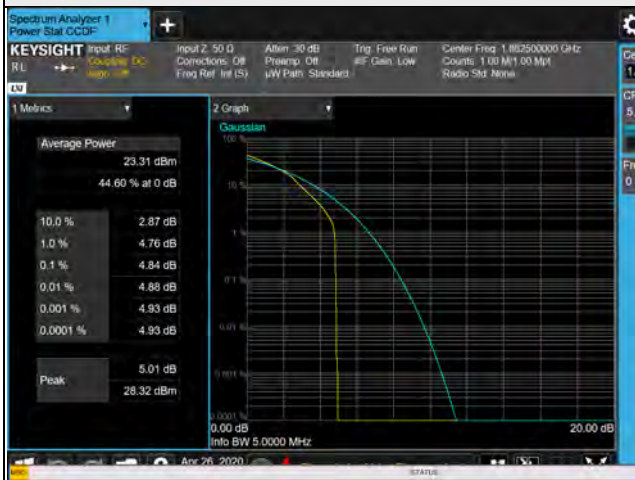 Spectrum Analyzer 1
Power Stat CCDF
+
KEYSIGHT
Input: RF
Coupling: DC
Align: Off
Input Z: 50 Ω
Corrections: Off
Freq Ref: Int (S)
Atten: 30 dB
Preamp: Off
µW Path: Standard
Trig: Free Run
#IF Gain: Low
Center Freq: 1.862500000 GHz
Counts: 1.00 M/1.00 Mpt
Radio Std: None
RL
LXI
1 Metrics
Average Power
23.31 dBm
44.60 % at 0 dB
10.0 % 2.87 dB
1.0 % 4.76 dB
0.1 % 4.84 dB
0.01 % 4.88 dB
0.001 % 4.93 dB
0.0001 % 4.93 dB
Peak 5.01 dB
28.32 dBm
2 Graph
Gaussian
100 %
10 %
1 %
0.1 %
0.01 %
0.001 %
0.0001 %
0.00 dB 20.00 dB
Info BW 5.0000 MHz
Apr 26, 2020
MSG STATUS